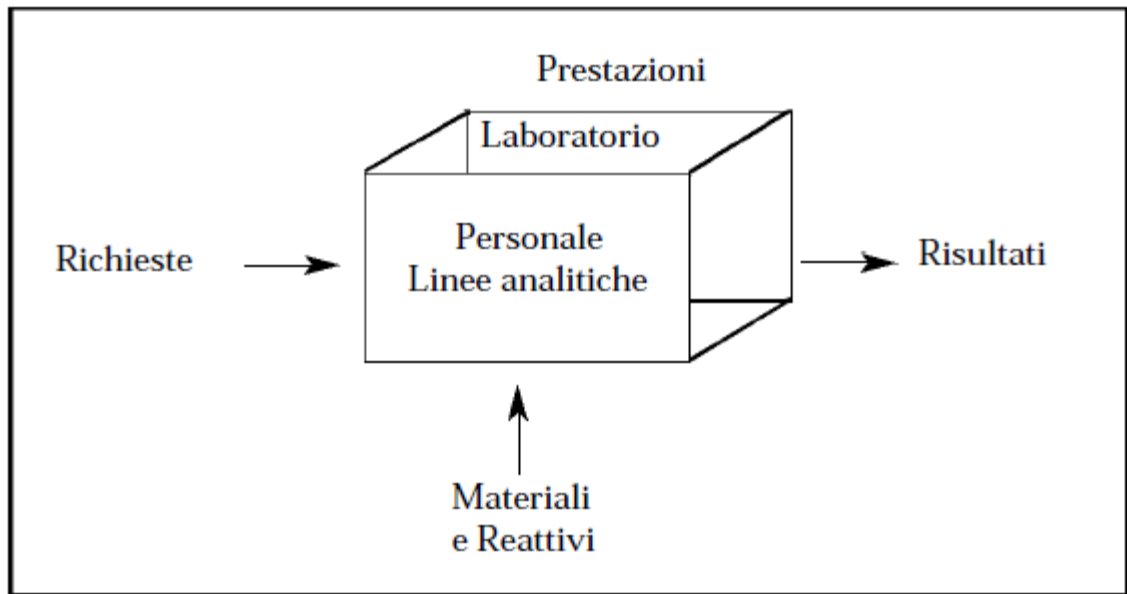 Prestazioni
Laboratorio
Personale
Linee analitiche
Richieste
Risultati
Materiali
e Reattivi